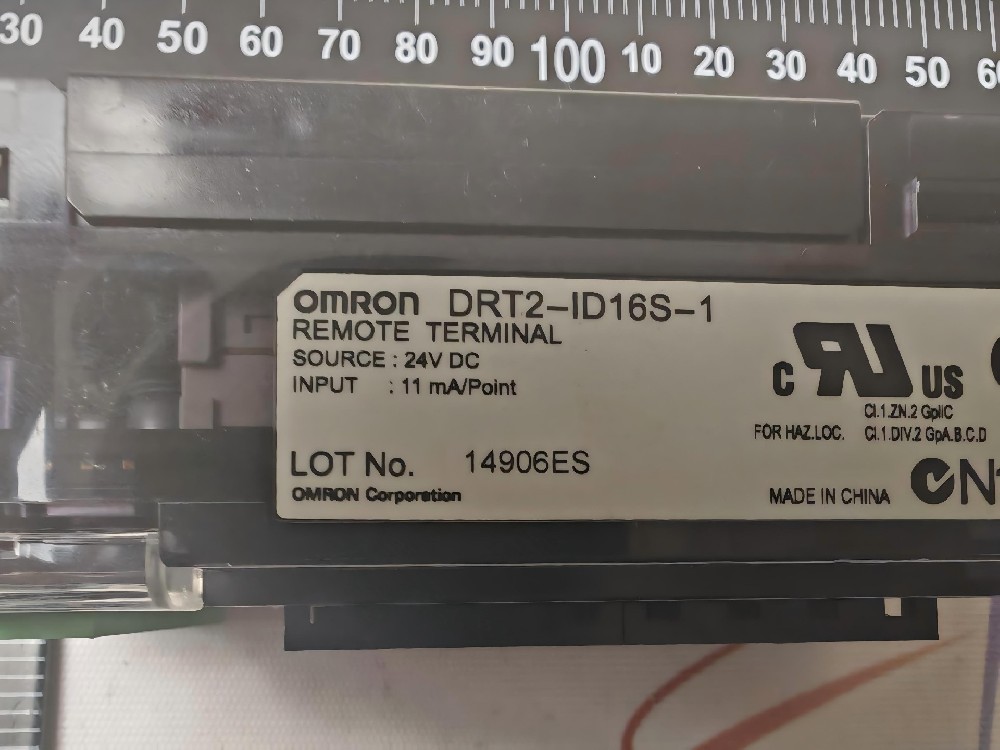 30 40 50 60 70 80 90 100 10 20 30 40 50
OMRON DRT2-ID16S-1
REMOTE TERMINAL
SOURCE : 24V DC
INPUT : 11 mA/Point
C US
Cl.1.ZN.2 GpIIC
FOR HAZ.LOC. Cl.1.DIV.2 GpA.B.C.D
LOT No. 14906ES
OMRON Corporation
MADE IN CHINA